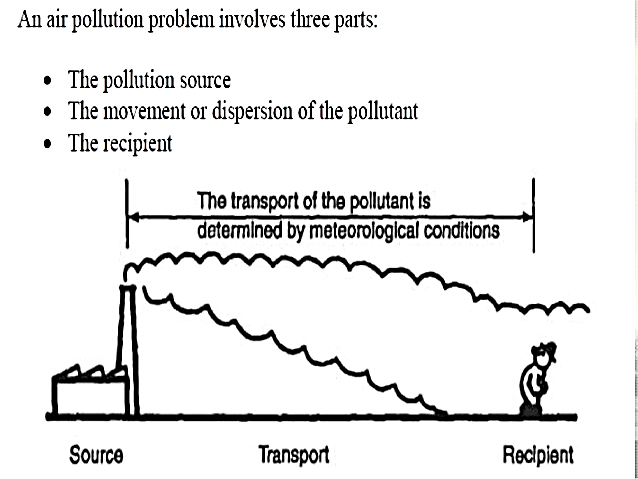 An air pollution problem involves three parts:
• The pollution source
• The movement or dispersion of the pollutant
• The recipient
The transport of the pollutant is
determined by meteorological conditions
Source Transport Recipient